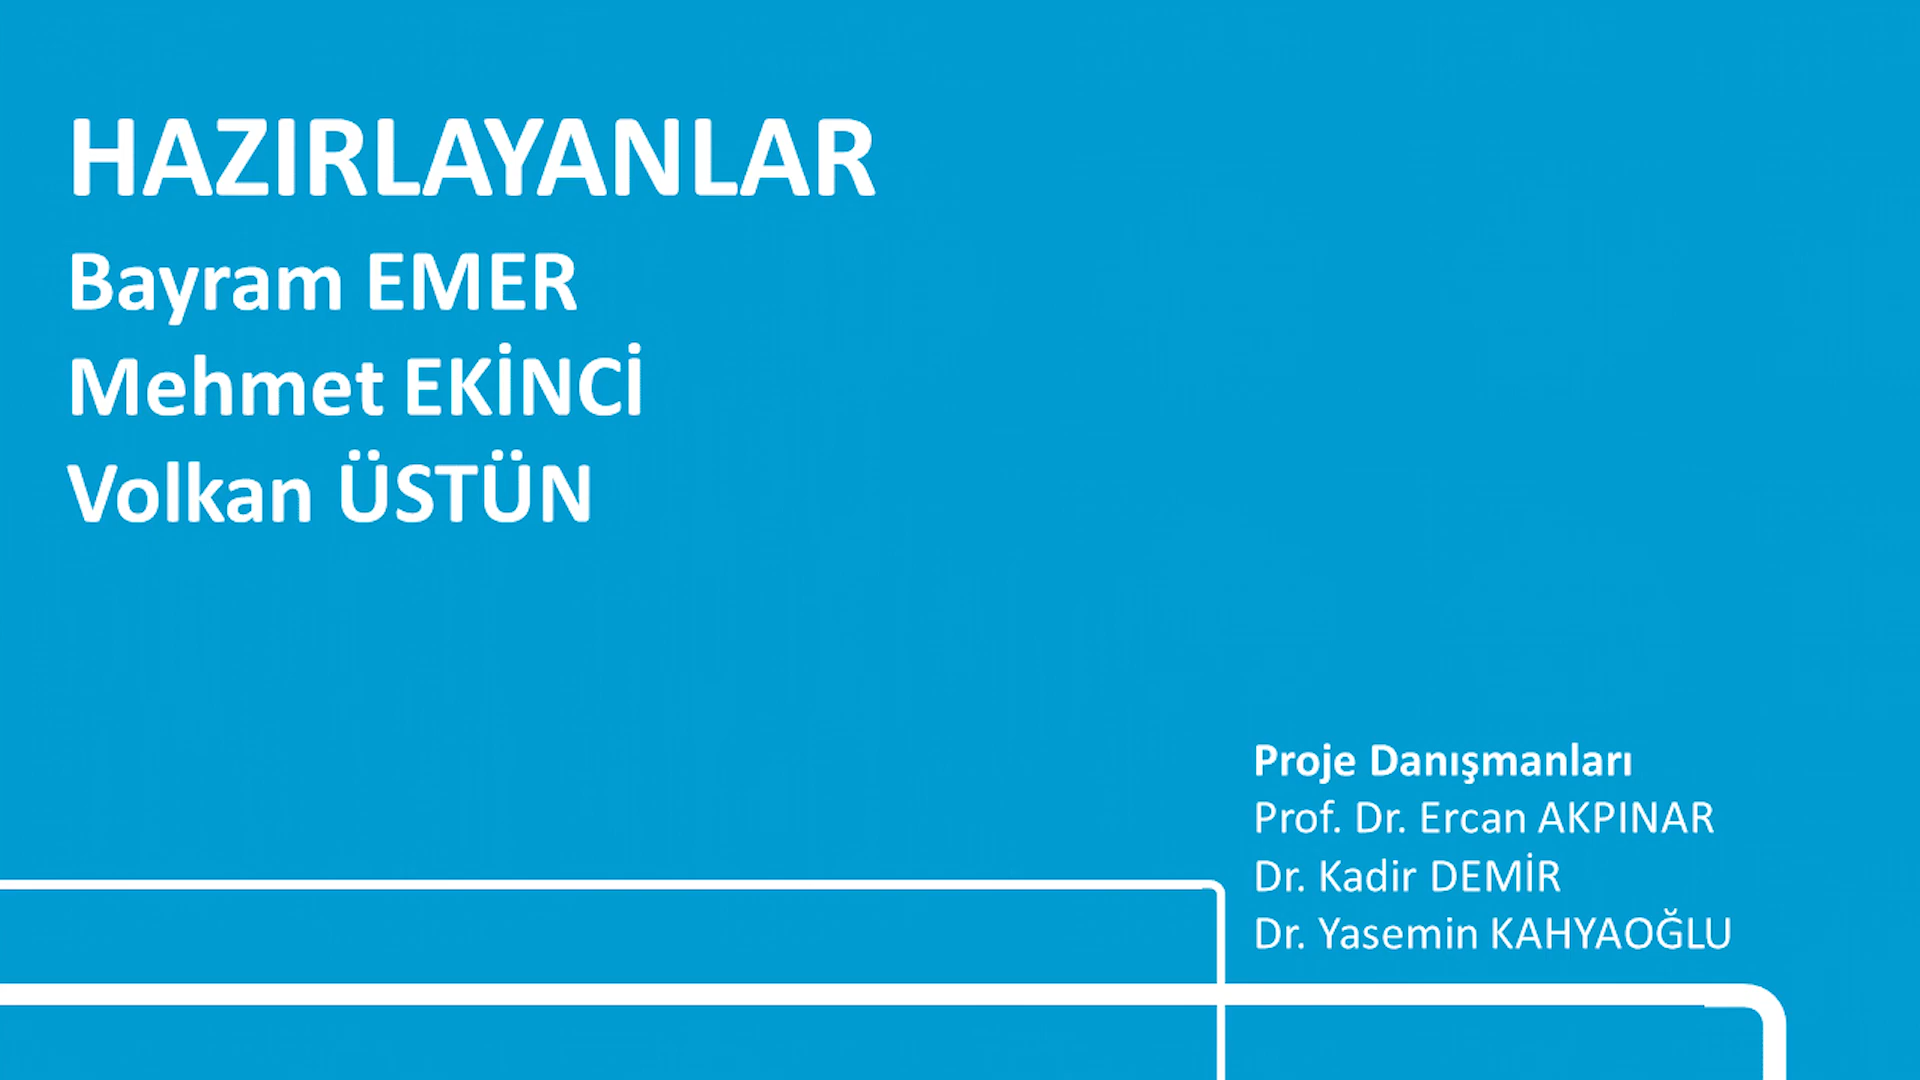 HAZIRLAYANLAR
Bayram EMER
Mehmet EKİNCİ
Volkan ÜSTÜN
Proje Danışmanları
Prof. Dr. Ercan AKPINAR
Dr. Kadir DEMİR
Dr. Yasemin KAHYAOĞLU